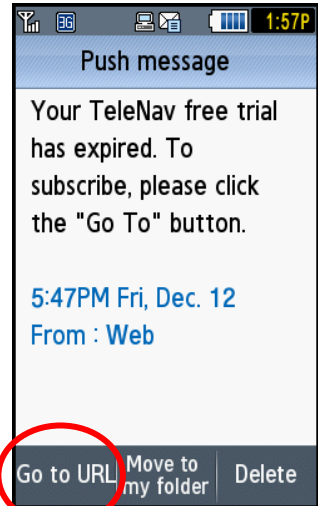 3G 1:57P
Push message
Your TeleNav free trial
has expired. To
subscribe, please click
the "Go To" button.
5:47PM Fri, Dec. 12
From : Web
Go to URL
Move to
my folder
Delete